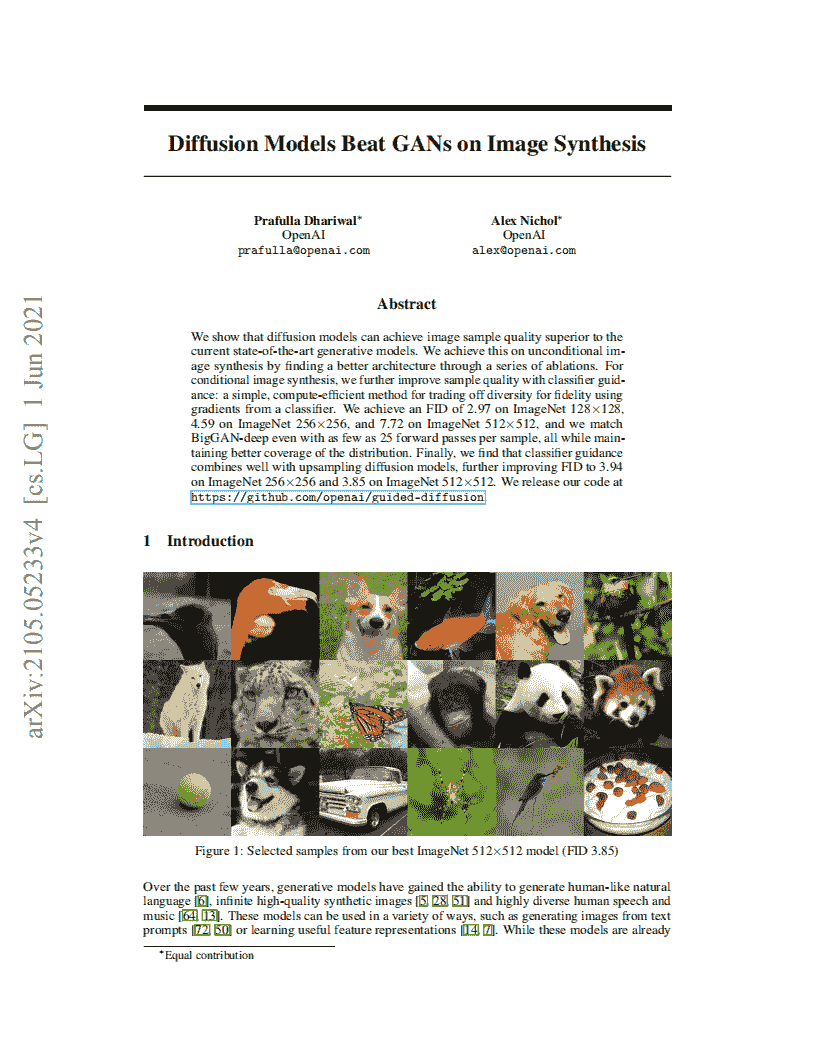 Diffusion Models Beat GANs on Image Synthesis
Prafulla Dhariwal*
OpenAI
prafulla@openai.com
Alex Nichol*
OpenAI
alex@openai.com
Abstract
We show that diffusion models can achieve image sample quality superior to the
current state-of-the-art generative models. We achieve this on unconditional im-
age synthesis by finding a better architecture through a series of ablations. For
conditional image synthesis, we further improve sample quality with classifier guid-
ance: a simple, compute-efficient method for trading off diversity for fidelity using
gradients from a classifier. We achieve an FID of 2.97 on ImageNet 128×128,
4.59 on ImageNet 256×256, and 7.72 on ImageNet 512×512, and we match
BigGAN-deep even with as few as 25 forward passes per sample, all while main-
taining better coverage of the distribution. Finally, we find that classifier guidance
combines well with upsampling diffusion models, further improving FID to 3.94
on ImageNet 256×256 and 3.85 on ImageNet 512×512. We release our code at
https://github.com/openai/guided-diffusion
arXiv:2105.05233v4 [cs.LG] 1 Jun 2021
1 Introduction
Figure 1: Selected samples from our best ImageNet 512×512 model (FID 3.85)
Over the past few years, generative models have gained the ability to generate human-like natural
language [6], infinite high-quality synthetic images [5, 28, 51] and highly diverse human speech and
music [64, 13]. These models can be used in a variety of ways, such as generating images from text
prompts [72, 50] or learning useful feature representations [14, 7]. While these models are already
*Equal contribution